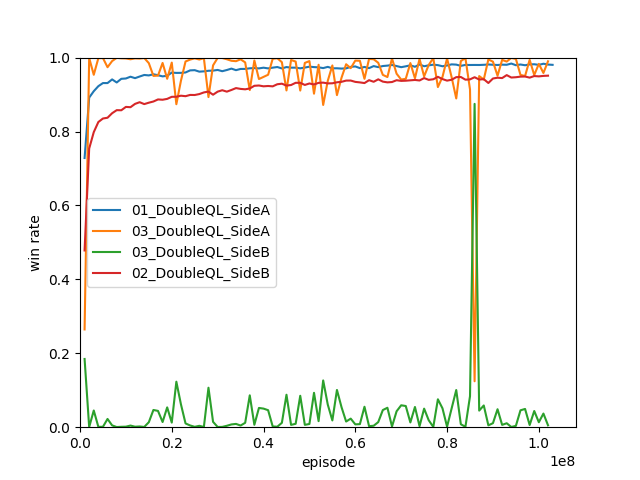 1.0
0.8
0.6
0.4
0.2
0.0
win rate
01_DoubleQL_SideA
03_DoubleQL_SideA
03_DoubleQL_SideB
02_DoubleQL_SideB
0.0 0.2 0.4 0.6 0.8 1.0
1e8
episode